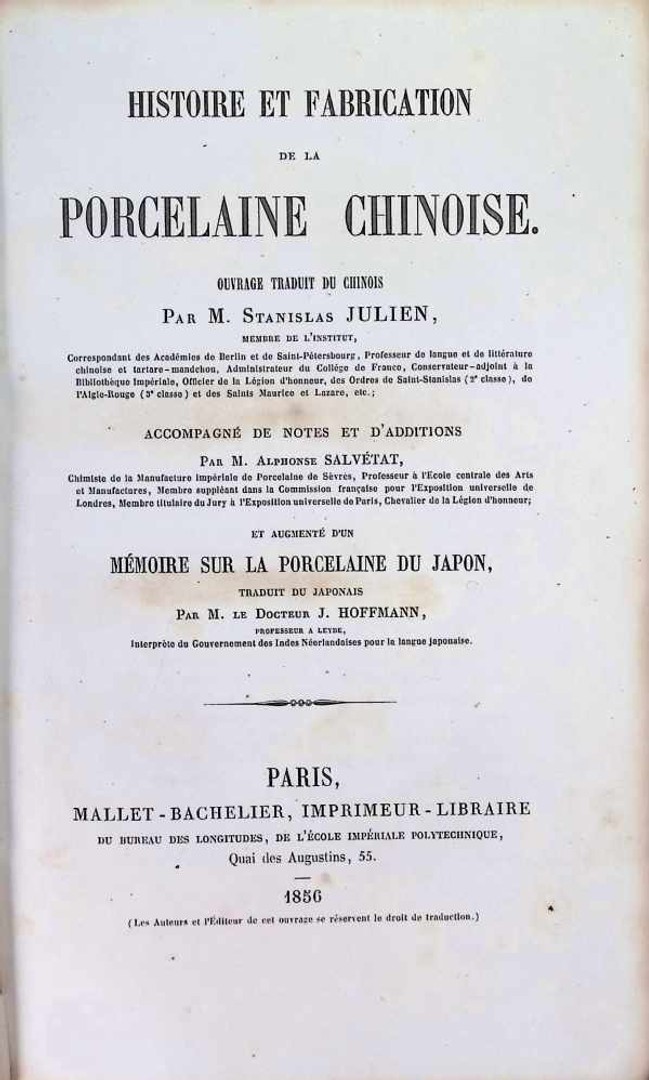 HISTOIRE ET FABRICATION
DE LA
PORCELAINE CHINOISE.
OUVRAGE TRADUIT DU CHINOIS
PAR M. STANISLAS JULIEN,
MEMBRE DE L'INSTITUT,
Correspondant des Académies de Berlin et de Saint-Pétersbourg, Professeur de langue et de littérature
chinoise et tartare-mandchou, Administrateur du Collége de France, Conservateur-adjoint à la
Bibliothèque Impériale, Officier de la Légion d'honneur, des Ordres de Saint-Stanislas (2e classe), de
l'Aigle-Rouge (3e classe) et des Saints Maurice et Lazare, etc.;
ACCOMPAGNÉ DE NOTES ET D'ADDITIONS
PAR M. ALPHONSE SALVÉTAT,
Chimiste de la Manufacture impériale de Porcelaine de Sèvres, Professeur à l'École centrale des Arts
et Manufactures, Membre suppléant dans la Commission française pour l'Exposition universelle de
Londres, Membre titulaire du Jury à l'Exposition universelle de Paris, Chevalier de la Légion d'honneur;
ET AUGMENTÉ D'UN
MÉMOIRE SUR LA PORCELAINE DU JAPON,
TRADUIT DU JAPONAIS
PAR M. LE DOCTEUR J. HOFFMANN,
PROFESSEUR A LEYDE,
Interprète du Gouvernement des Indes Néerlandaises pour la langue japonaise.
PARIS,
MALLET-BACHELIER, IMPRIMEUR-LIBRAIRE
DU BUREAU DES LONGITUDES, DE L'ÉCOLE IMPÉRIALE POLYTECHNIQUE,
Quai des Augustins, 55.
1856
(Les Auteurs et l'Éditeur de cet ouvrage se réservent le droit de traduction.)